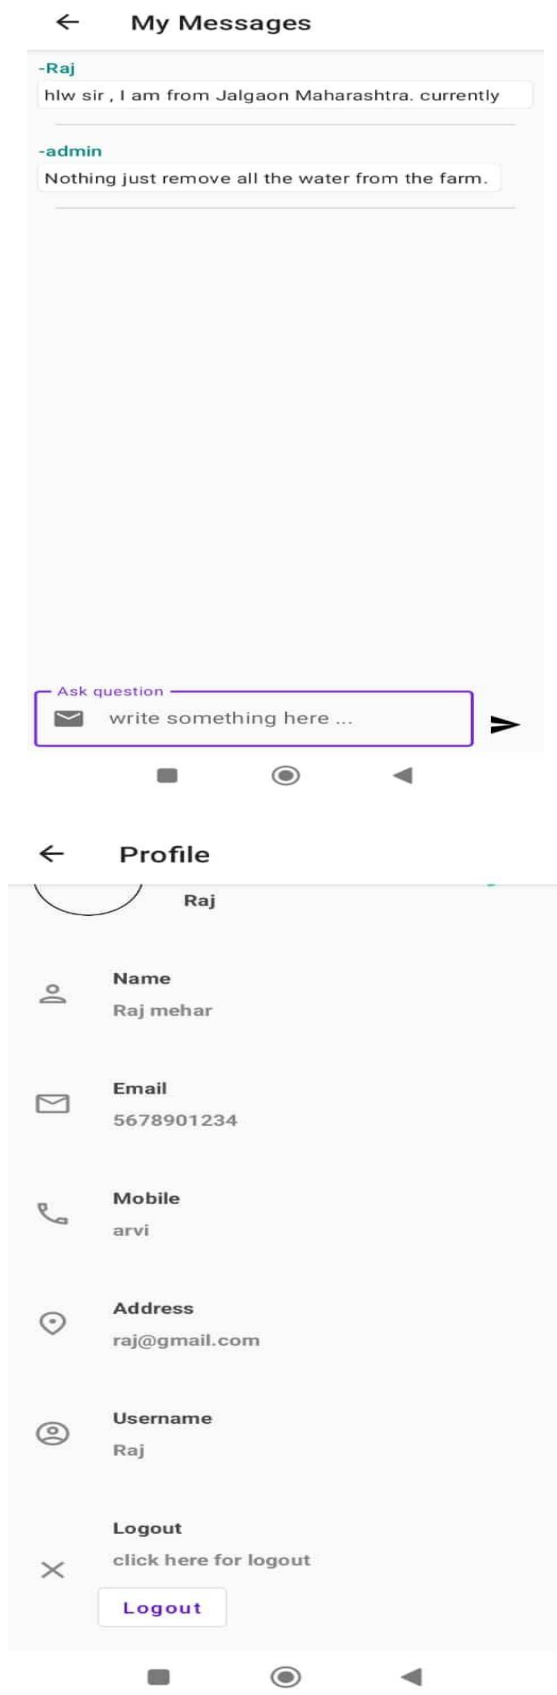 My Messages
-Raj
hlw sir , I am from Jalgaon Maharashtra. currently
-admin
Nothing just remove all the water from the farm.
Ask question
write something here ...
Profile
Raj
Name
Raj mehar
Email
5678901234
Mobile
arvi
Address
raj@gmail.com
Username
Raj
Logout
click here for logout
Logout